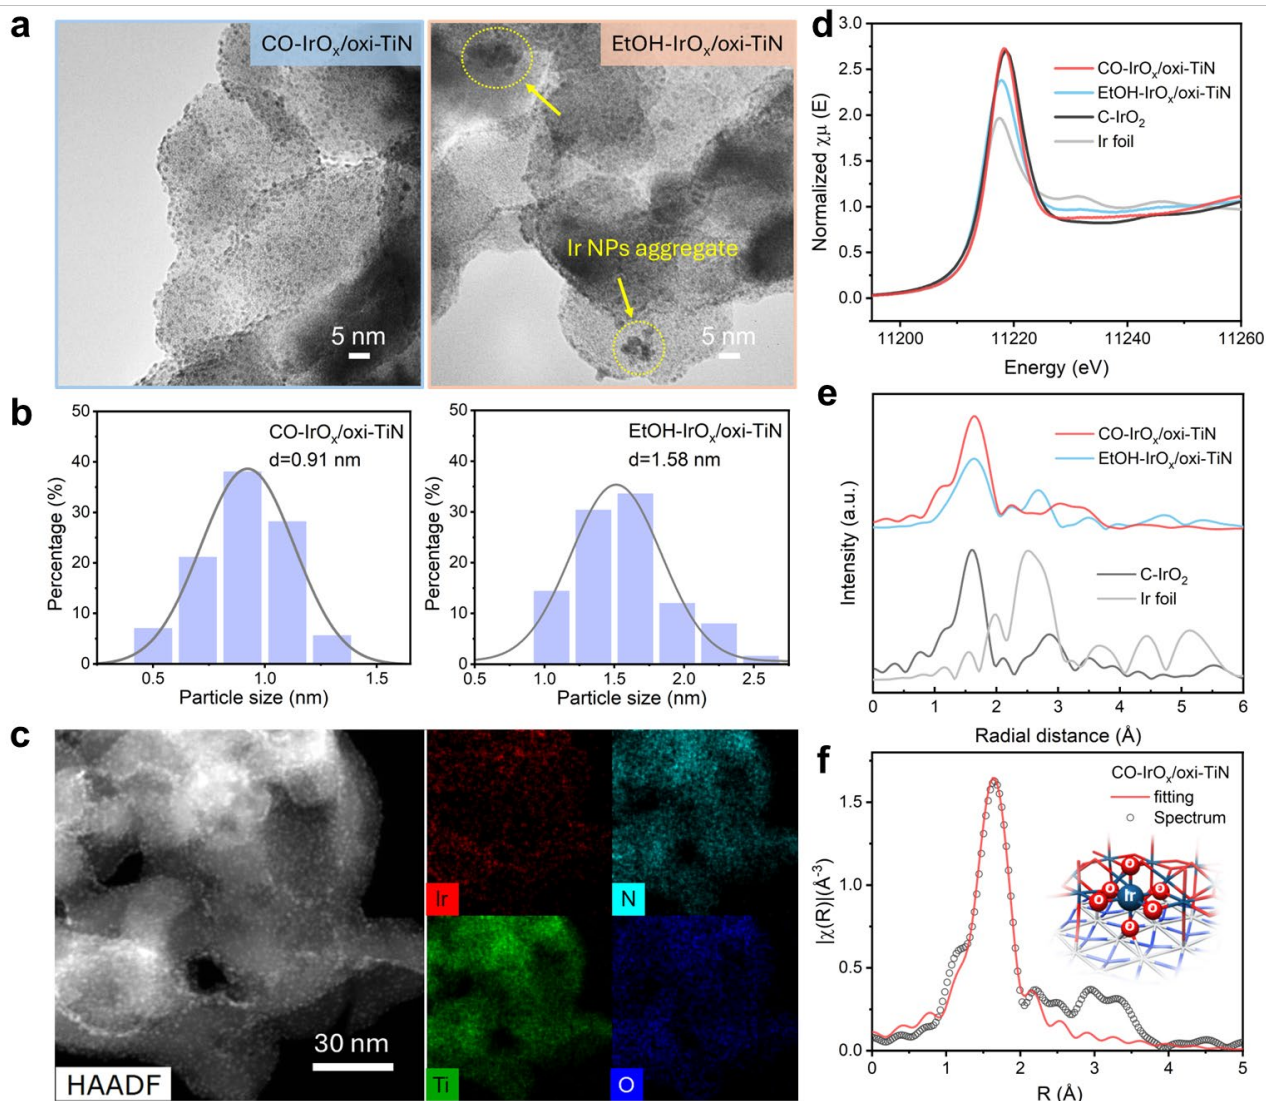 a
CO-IrOₓ/oxi-TiN
5 nm
EtOH-IrOₓ/oxi-TiN
Ir NPs aggregate
5 nm
b
Percentage (%)
50
40
30
20
10
0
CO-IrOₓ/oxi-TiN
d=0.91 nm
0.5 1.0 1.5
Particle size (nm)
Percentage (%)
50
40
30
20
10
0
EtOH-IrOₓ/oxi-TiN
d=1.58 nm
0.5 1.0 1.5 2.0 2.5
Particle size (nm)
c
30 nm
HAADF
Ir
N
Ti
O
d
Normalized χμ (E)
3.0
2.5
2.0
1.5
1.0
0.5
0.0
CO-IrOₓ/oxi-TiN
EtOH-IrOₓ/oxi-TiN
C-IrO₂
Ir foil
11200 11220 11240 11260
Energy (eV)
e
Intensity (a.u.)
CO-IrOₓ/oxi-TiN
EtOH-IrOₓ/oxi-TiN
C-IrO₂
Ir foil
0 1 2 3 4 5 6
Radial distance (Å)
f
|χ(R)|(Å⁻³)
1.5
1.0
0.5
0.0
CO-IrOₓ/oxi-TiN
fitting
Spectrum
O
O
O
Ir
O
O
O
0 1 2 3 4 5
R (Å)